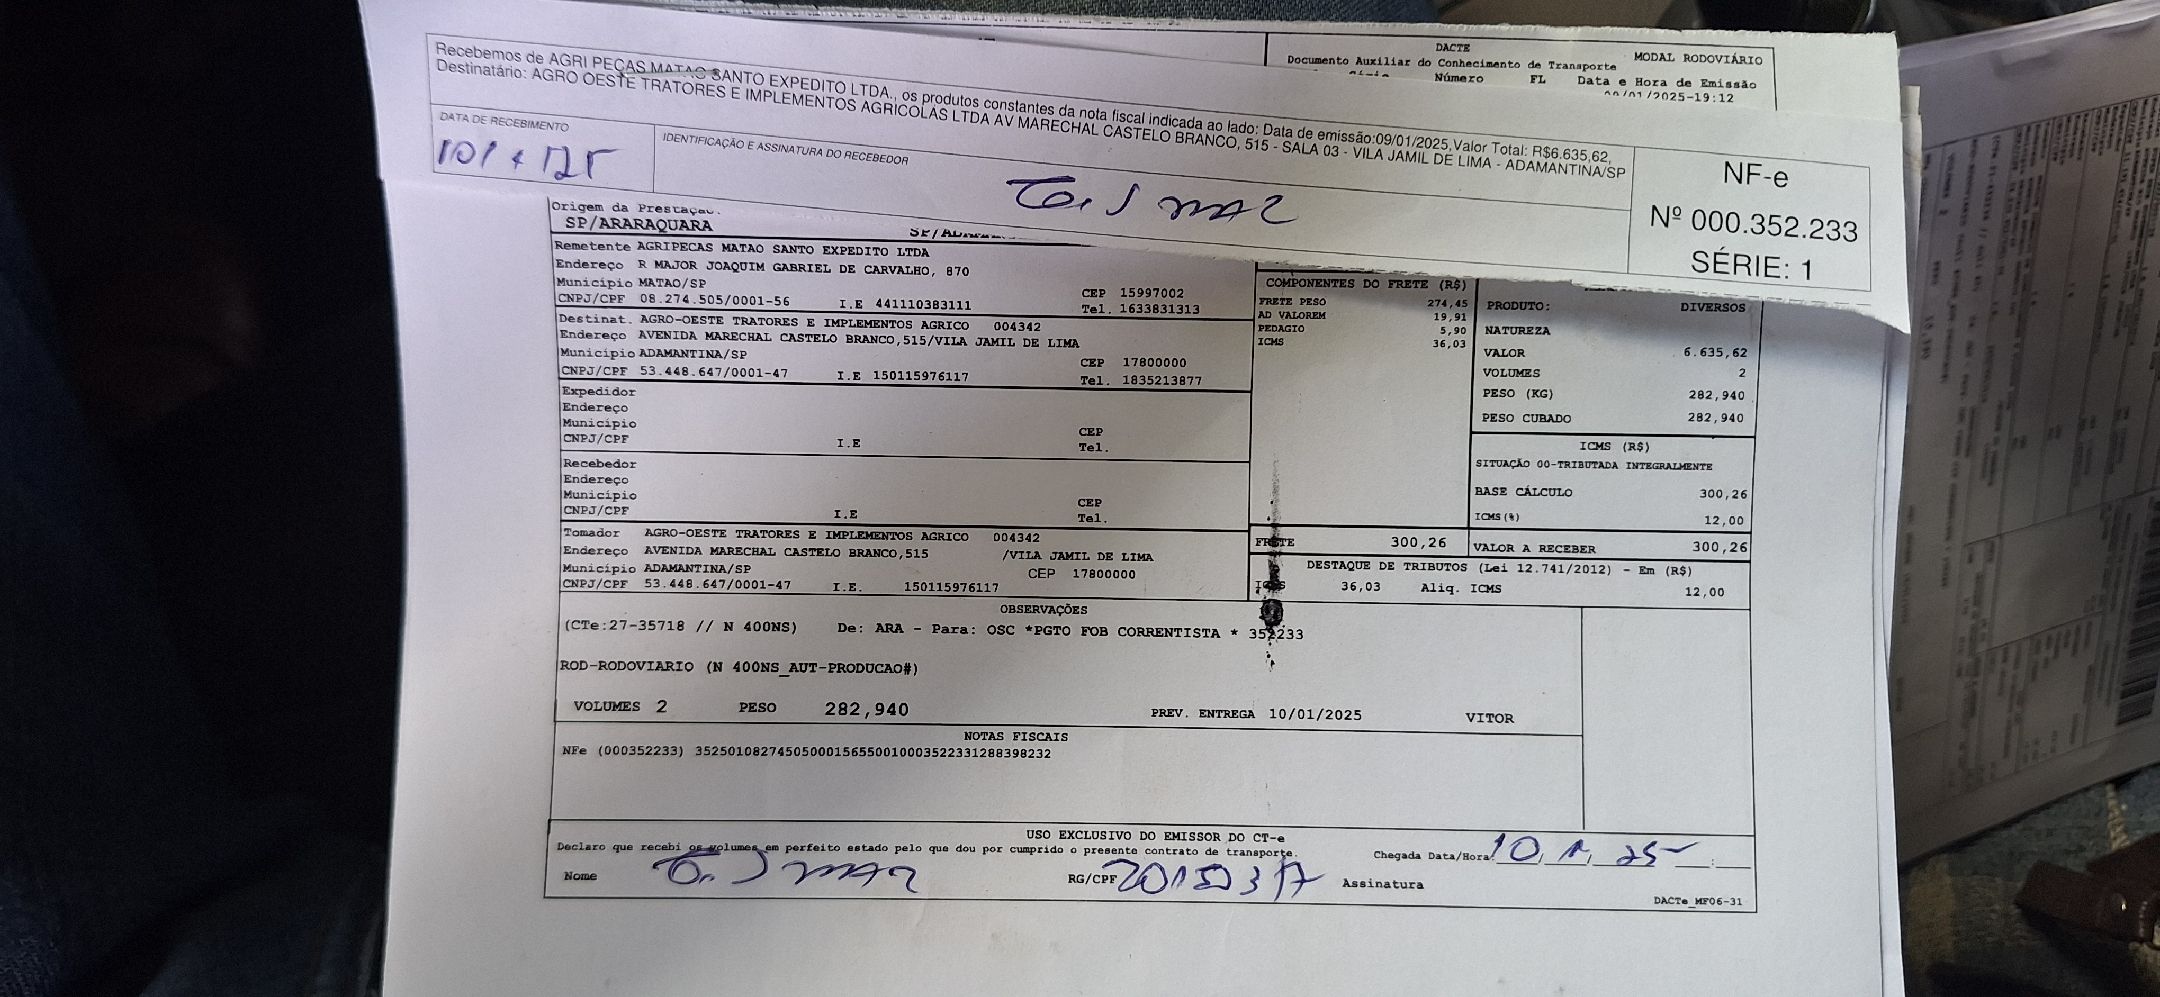 DACTE
Documento Auxiliar do Conhecimento de Transporte
MODAL RODOVIÁRIO
Número FL Data e Hora de Emissão
/01/2025-19:12
Recebemos de AGRI PEÇAS MATAO SANTO EXPEDITO LTDA., os produtos constantes da nota fiscal indicada ao lado: Data de emissão:09/01/2025,Valor Total: R$6.635,62,
Destinatário: AGRO OESTE TRATORES E IMPLEMENTOS AGRICOLAS LTDA AV MARECHAL CASTELO BRANCO, 515 - SALA 03 - VILA JAMIL DE LIMA - ADAMANTINA/SP
DATA DE RECEBIMENTO
IDENTIFICAÇÃO E ASSINATURA DO RECEBEDOR
NF-e
Nº 000.352.233
SÉRIE: 1
Origem da Prestação
SP/ARARAQUARA
Remetente AGRIPECAS MATAO SANTO EXPEDITO LTDA
Endereço R MAJOR JOAQUIM GABRIEL DE CARVALHO, 870
Município MATAO/SP CEP 15997002
CNPJ/CPF 08.274.505/0001-56 I.E 441110383111 Tel. 1633831313
Destinat. AGRO-OESTE TRATORES E IMPLEMENTOS AGRICO 004342
Endereço AVENIDA MARECHAL CASTELO BRANCO,515/VILA JAMIL DE LIMA
Município ADAMANTINA/SP CEP 17800000
CNPJ/CPF 53.448.647/0001-47 I.E 150115976117 Tel. 1835213877
Expedidor
Endereço
Município CEP
CNPJ/CPF I.E Tel.
Recebedor
Endereço
Município CEP
CNPJ/CPF I.E Tel.
Tomador AGRO-OESTE TRATORES E IMPLEMENTOS AGRICO 004342
Endereço AVENIDA MARECHAL CASTELO BRANCO,515 /VILA JAMIL DE LIMA
Município ADAMANTINA/SP CEP 17800000
CNPJ/CPF 53.448.647/0001-47 I.E. 150115976117
COMPONENTES DO FRETE (R$)
FRETE PESO 274,45
AD VALOREM 19,91
PEDAGIO 5,90
ICMS 36,03
PRODUTO: DIVERSOS
NATUREZA
VALOR 6.635,62
VOLUMES 2
PESO (KG) 282,940
PESO CUBADO 282,940
ICMS (R$)
SITUAÇÃO 00-TRIBUTADA INTEGRALMENTE
BASE CÁLCULO 300,26
ICMS(%) 12,00
FRETE 300,26
VALOR A RECEBER 300,26
DESTAQUE DE TRIBUTOS (Lei 12.741/2012) - Em (R$)
ICMS 36,03 Aliq. ICMS 12,00
OBSERVAÇÕES
(CTe:27-35718 // N 400NS) De: ARA - Para: OSC *PGTO FOB CORRENTISTA * 352233
ROD-RODOVIARIO (N 400NS_AUT-PRODUCAO#)
VOLUMES 2 PESO 282,940 PREV. ENTREGA 10/01/2025 VITOR
NOTAS FISCAIS
NFe (000352233) 35250108274505000156550010003522331288398232
USO EXCLUSIVO DO EMISSOR DO CT-e
Declaro que recebi os volumes em perfeito estado pelo que dou por cumprido o presente contrato de transporte.
Chegada Data/Hora: 10, 1, 25
Nome RG/CPF Assinatura
DACTe_MF06-31